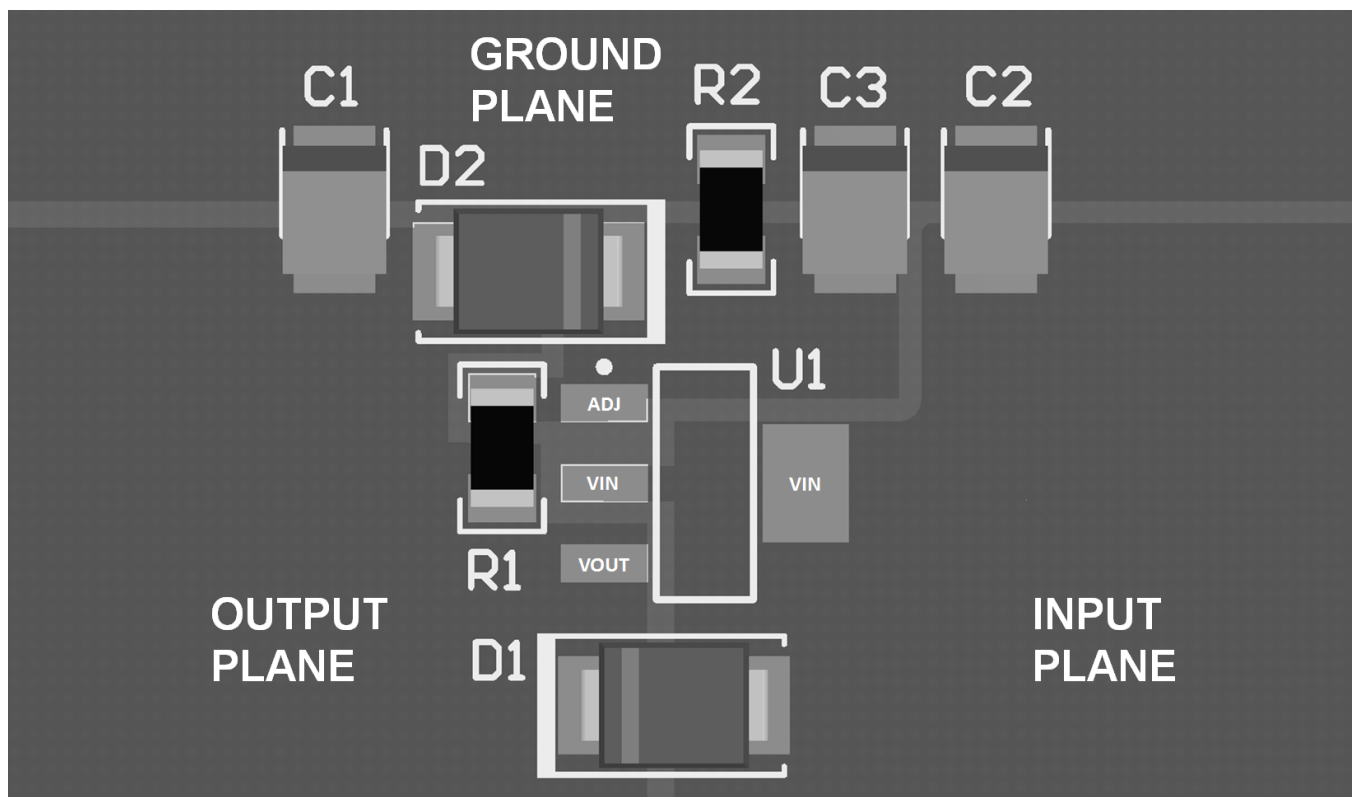 GROUND
PLANE
C1
R2
C3
C2
D2
U1
ADJ
VIN
VIN
VOUT
R1
OUTPUT
PLANE
INPUT
PLANE
D1